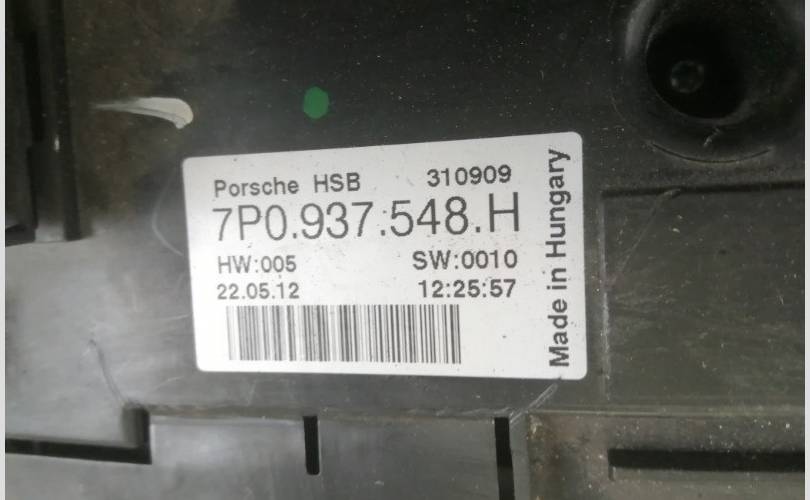 Porsche HSB 310909
7P0.937.548.H
HW:005 SW:0010
22.05.12 12:25:57
Made in Hungary